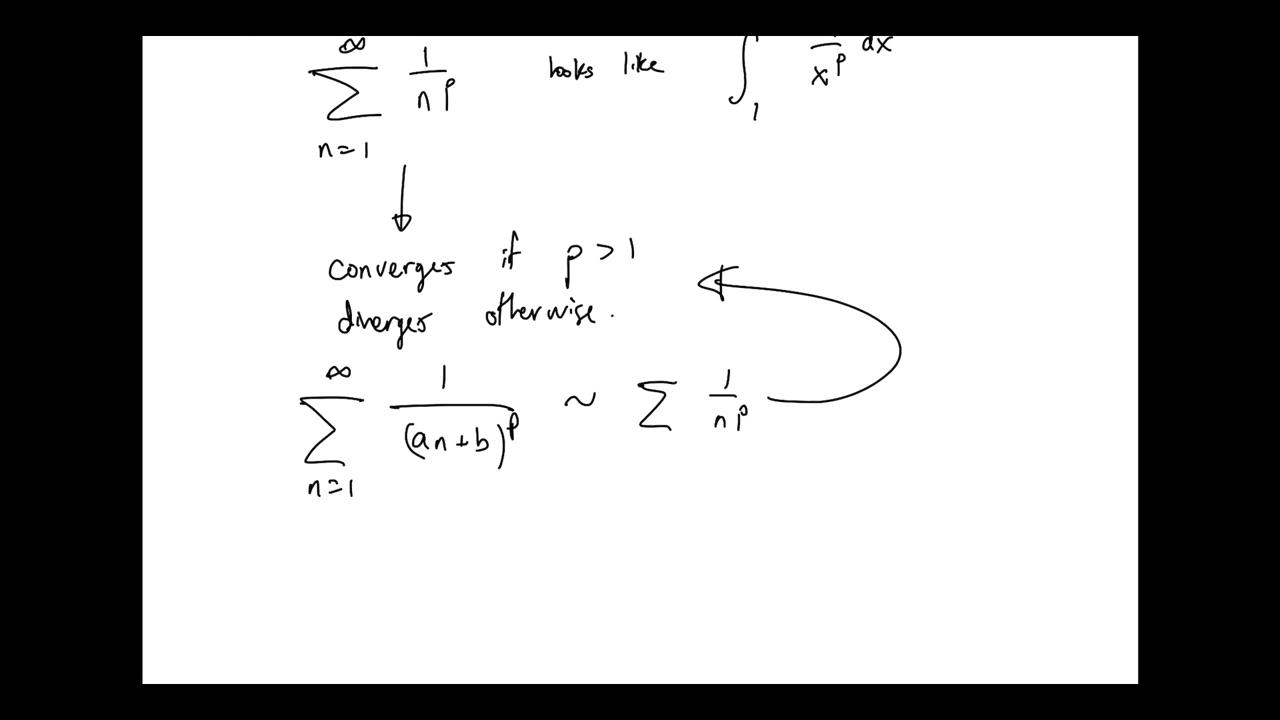 ∞ ∑ n=1 1/n^p looks like ∫_1 1/x^p dx
converges if p > 1
diverges otherwise.
∞ ∑ n=1 1/(an+b)^p ~ ∑ 1/n^p